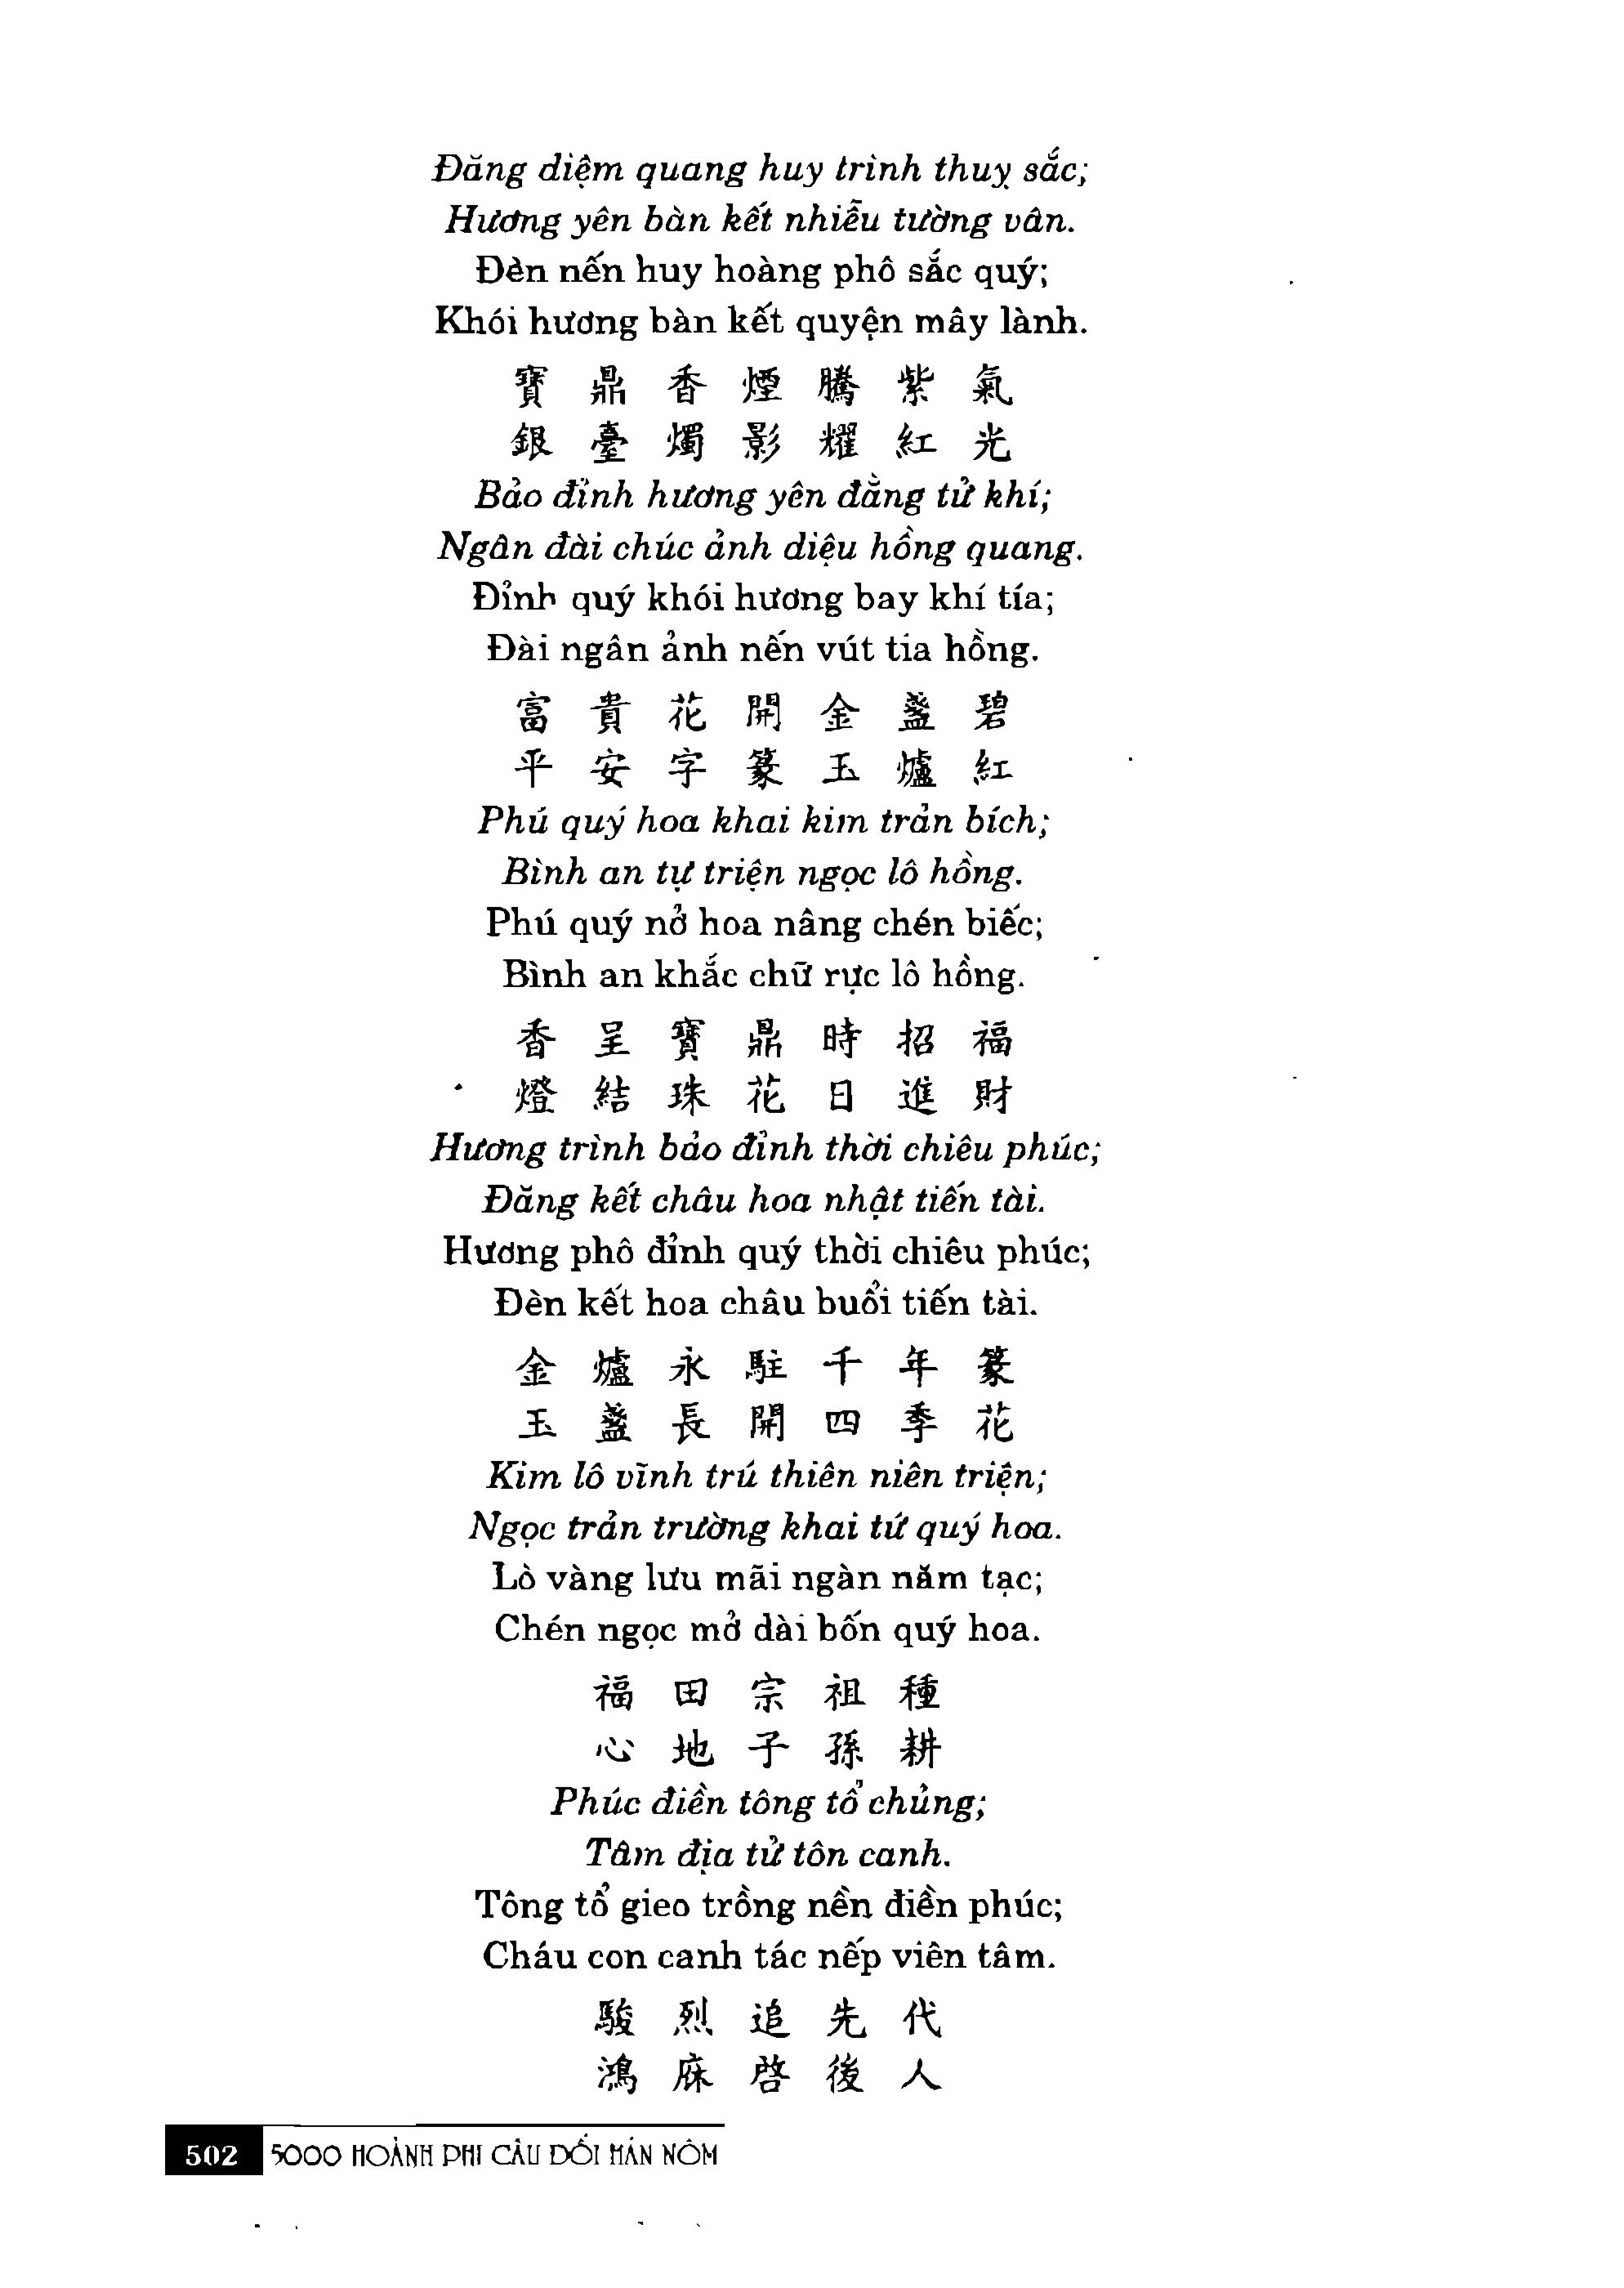 Đăng diệm quang huy trình thuỵ sắc;
Hương yên bàn kết nhiễu tường vân.
Đèn nến huy hoàng phô sắc quý;
Khói hương bàn kết quyện mây lành.
寶鼎香煙騰紫氣
銀臺燭影耀紅光
Bảo đỉnh hương yên đằng tử khí;
Ngân đài chúc ảnh diệu hồng quang.
Đỉnh quý khói hương bay khí tía;
Đài ngân ảnh nến vút tia hồng.
富貴花開金盞碧
平安字篆玉爐紅
Phú quý hoa khai kim trản bích;
Bình an tự triện ngọc lô hồng.
Phú quý nở hoa nâng chén biếc;
Bình an khắc chữ rực lô hồng.
香呈寶鼎時招福
燈結珠花日進財
Hương trình bảo đỉnh thời chiêu phúc;
Đăng kết châu hoa nhật tiến tài.
Hương phô đỉnh quý thời chiêu phúc;
Đèn kết hoa châu buổi tiến tài.
金爐永駐千年篆
玉盞長開四季花
Kim lô vĩnh trú thiên niên triện;
Ngọc trản trường khai tứ quý hoa.
Lò vàng lưu mãi ngàn năm tạc;
Chén ngọc mở dài bốn quý hoa.
福田宗祖種
心地子孫耕
Phúc điền tông tổ chủng;
Tâm địa tử tôn canh.
Tông tổ gieo trồng nền điền phúc;
Cháu con canh tác nếp viên tâm.
駿烈追先代
鴻庥啓後人
502 5000 HOÀNH PHI CÂU ĐỐI HÁN NÔM